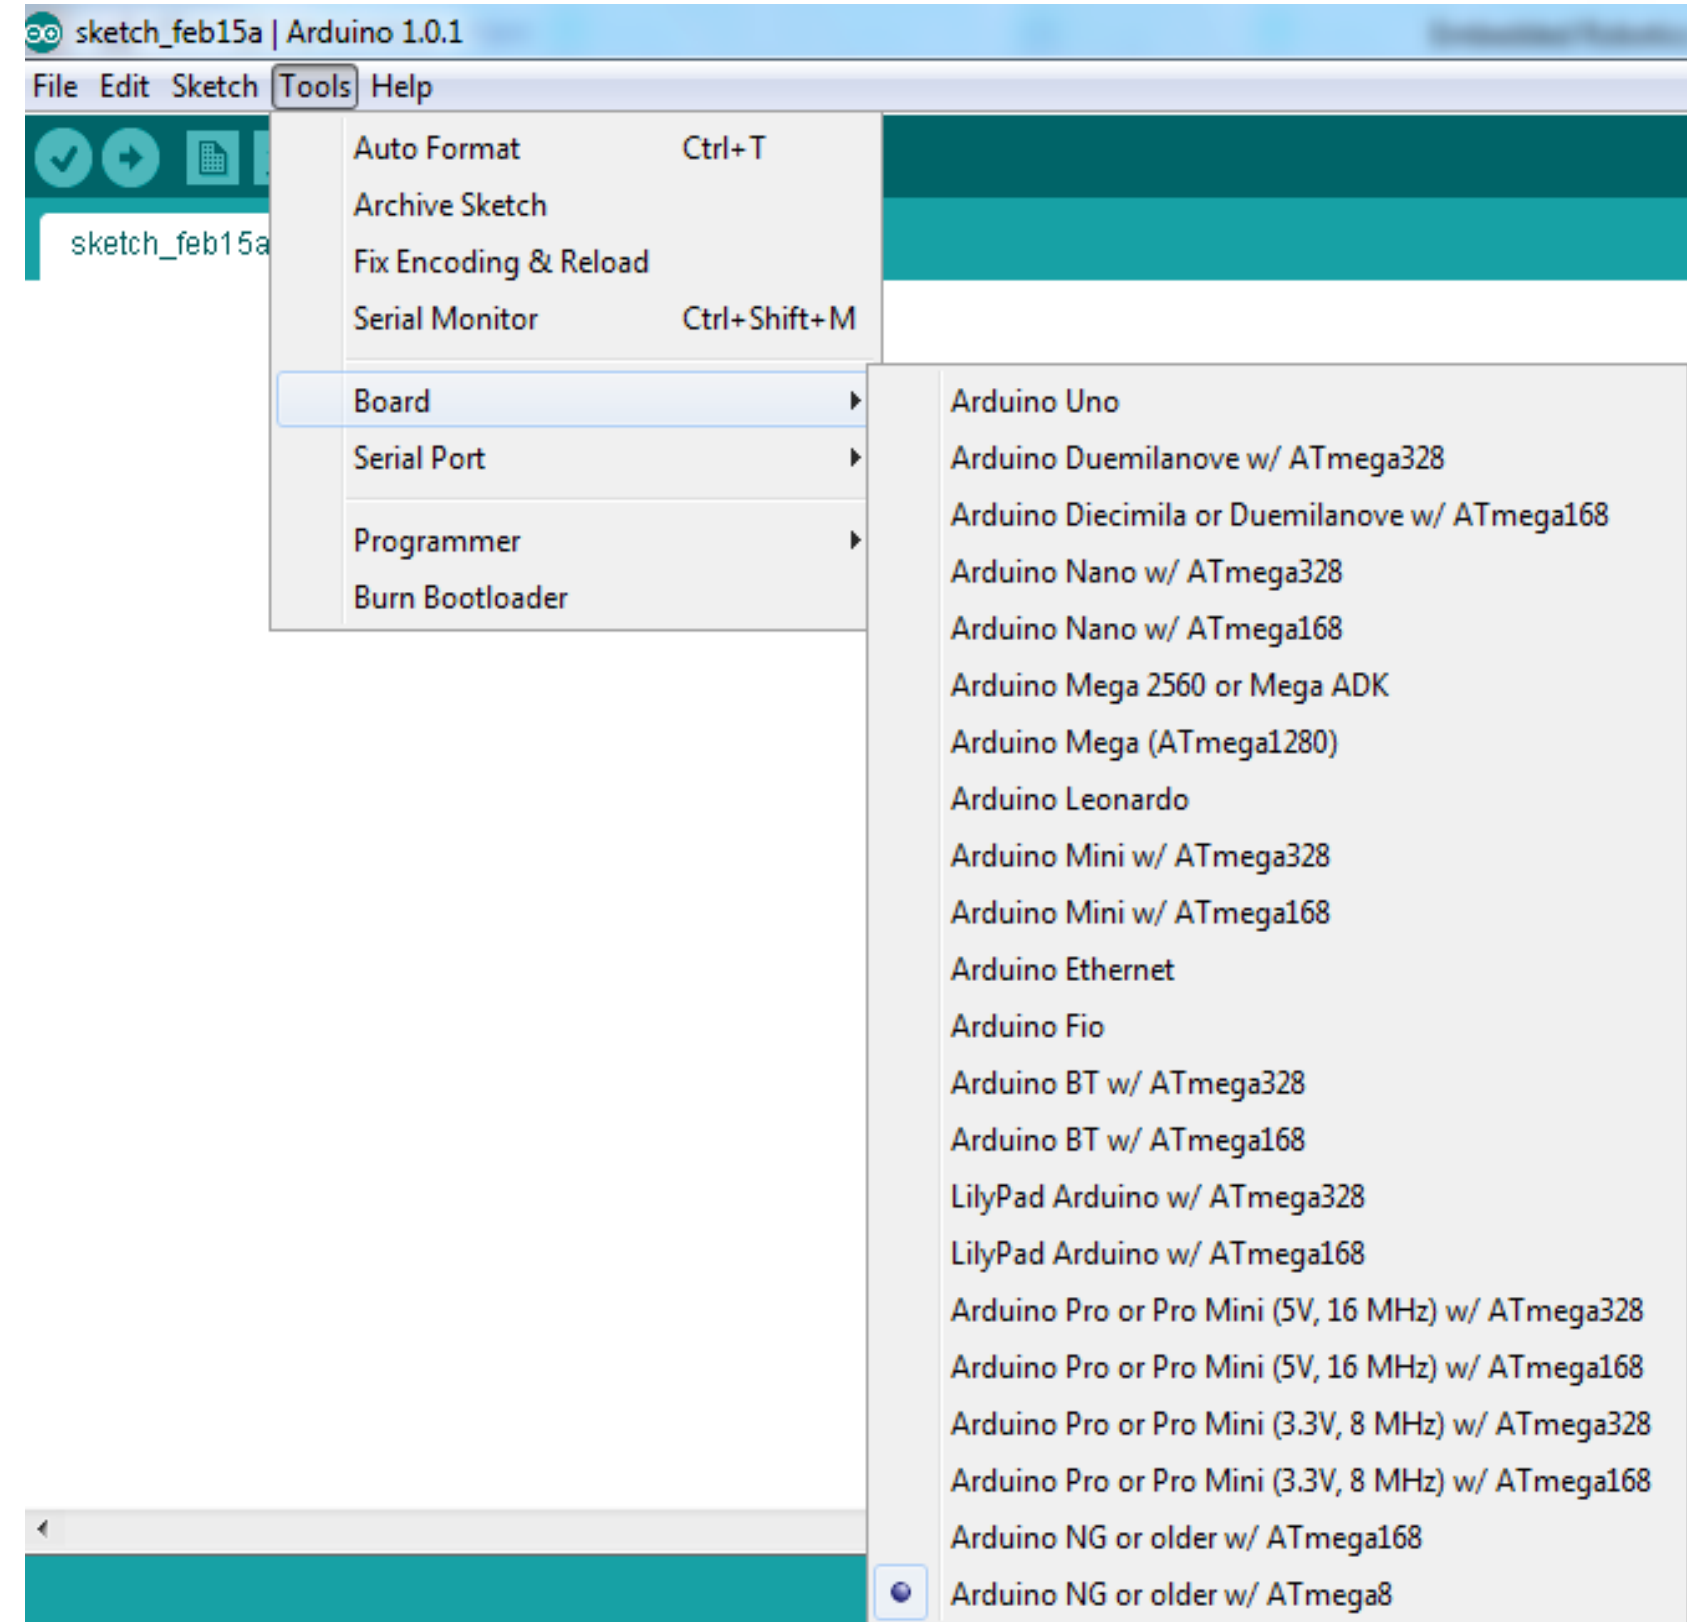 sketch_feb15a | Arduino 1.0.1
File Edit Sketch Tools Help
sketch_feb15a
Auto Format Ctrl+T
Archive Sketch
Fix Encoding & Reload
Serial Monitor Ctrl+Shift+M
Board
Serial Port
Programmer
Burn Bootloader
Arduino Uno
Arduino Duemilanove w/ ATmega328
Arduino Diecimila or Duemilanove w/ ATmega168
Arduino Nano w/ ATmega328
Arduino Nano w/ ATmega168
Arduino Mega 2560 or Mega ADK
Arduino Mega (ATmega1280)
Arduino Leonardo
Arduino Mini w/ ATmega328
Arduino Mini w/ ATmega168
Arduino Ethernet
Arduino Fio
Arduino BT w/ ATmega328
Arduino BT w/ ATmega168
LilyPad Arduino w/ ATmega328
LilyPad Arduino w/ ATmega168
Arduino Pro or Pro Mini (5V, 16 MHz) w/ ATmega328
Arduino Pro or Pro Mini (5V, 16 MHz) w/ ATmega168
Arduino Pro or Pro Mini (3.3V, 8 MHz) w/ ATmega328
Arduino Pro or Pro Mini (3.3V, 8 MHz) w/ ATmega168
Arduino NG or older w/ ATmega168
Arduino NG or older w/ ATmega8